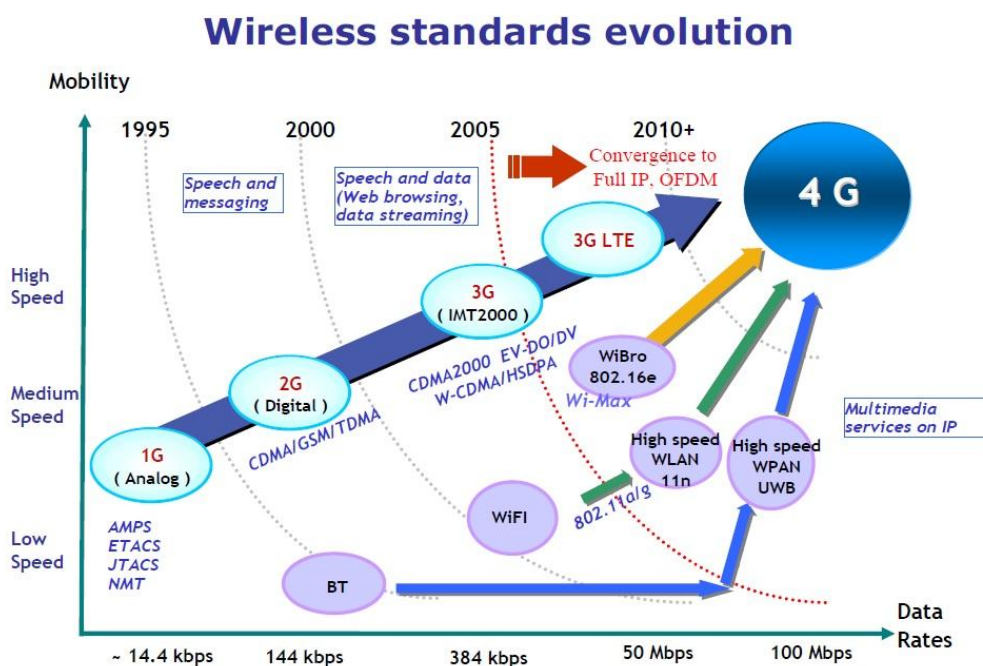 Wireless standards evolution
Mobility
1995
2000
2005
2010+
Speech and
messaging
Speech and data
(Web browsing,
data streaming)
Convergence to
Full IP, OFDM
4 G
3G LTE
High
Speed
3G
( IMT2000 )
CDMA2000 EV-DO/DV
W-CDMA/HSDPA
WiBro
802.16e
Wi-Max
Medium
Speed
2G
( Digital )
CDMA/GSM/TDMA
Multimedia
services on IP
1G
( Analog )
High speed
WLAN
11n
High speed
WPAN
UWB
802.11a/g
WiFI
Low
Speed
AMPS
ETACS
JTACS
NMT
BT
Data
Rates
~ 14.4 kbps
144 kbps
384 kbps
50 Mbps
100 Mbps